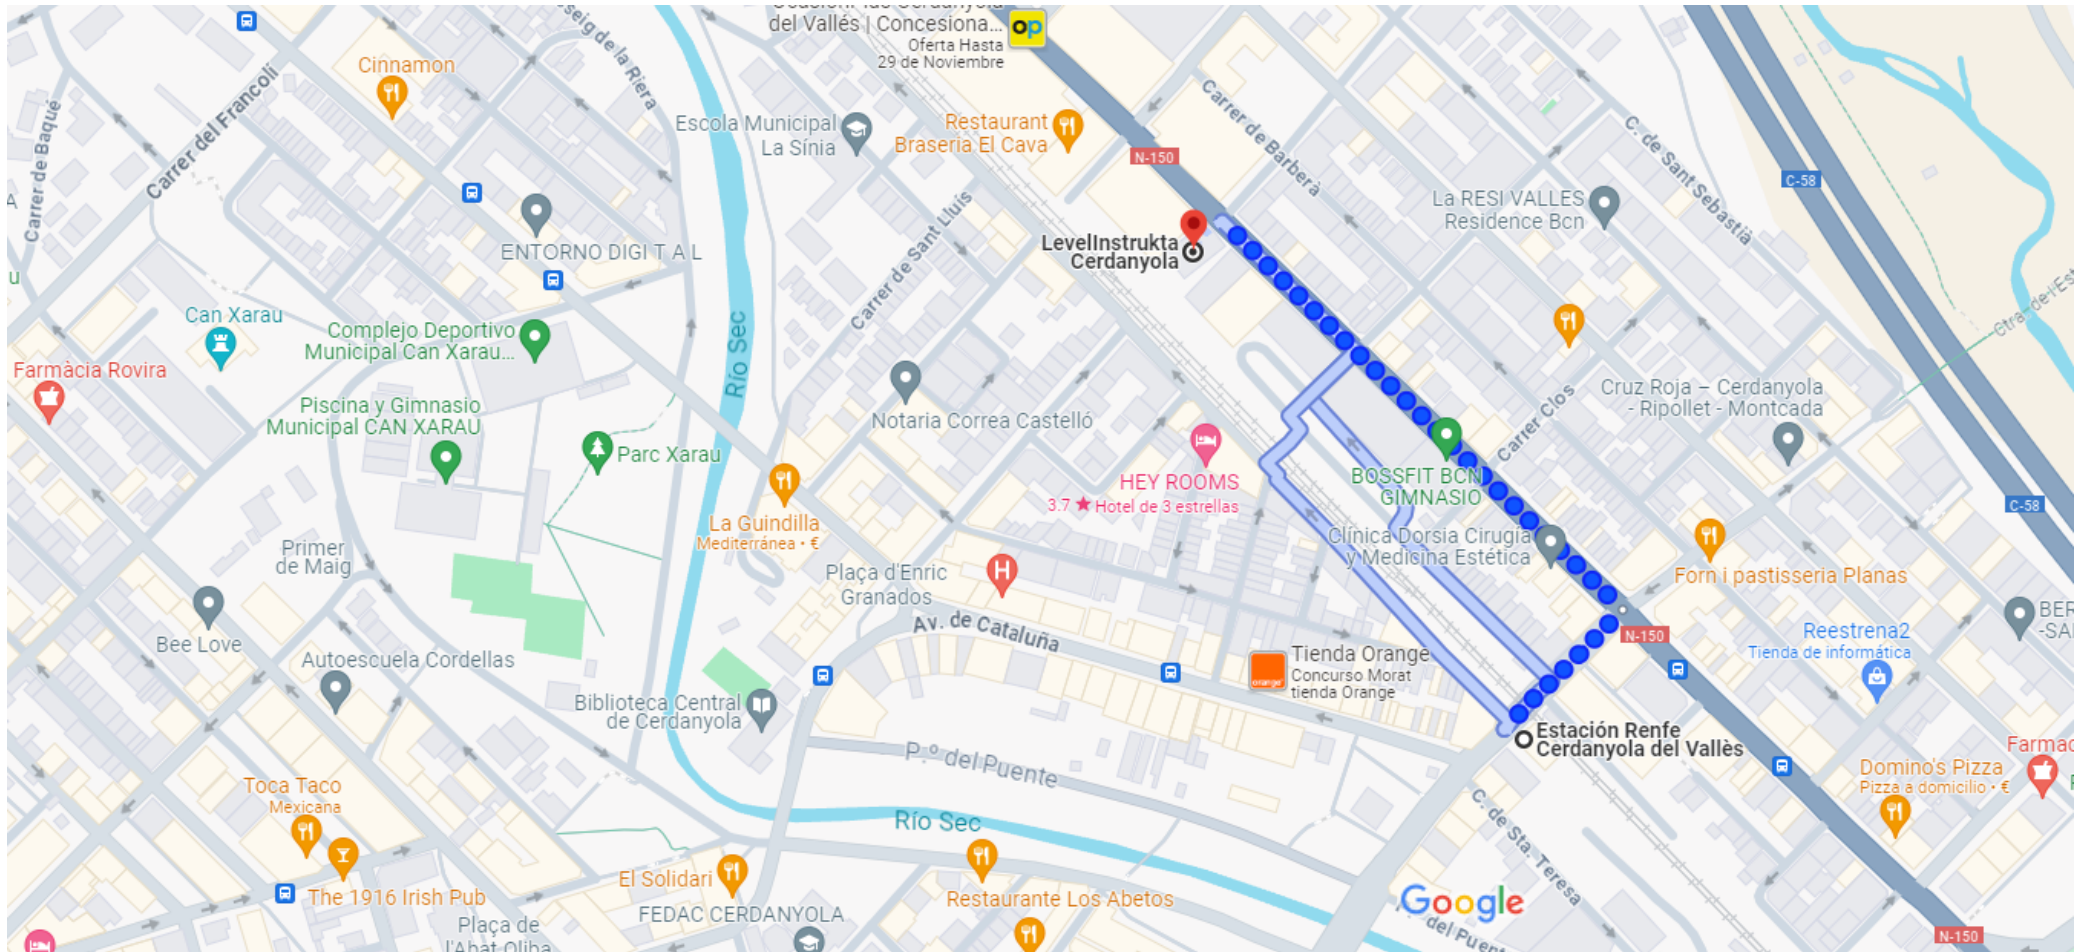 del Vallés | Concesiona...
Oferta Hasta
29 de Noviembre
op
Cinnamon
Carrer del Francolí
Carrer de Baqué
Escola Municipal
La Sínia
Restaurant
Braseria El Cava
N-150
Carrer de Barberà
C. de Sant Sebastià
C-58
La RESI VALLES
Residence Bcn
ENTORNO DIGI T A L
Carrer de Sant Lluis
LevelInstrukta
Cerdanyola
Can Xarau
Complejo Deportivo
Municipal Can Xarau...
Río Sec
Farmàcia Rovira
Piscina y Gimnasio
Municipal CAN XARAU
Notaria Correa Castelló
Cruz Roja – Cerdanyola
- Ripollet - Montcada
Carrer Clos
Parc Xarau
HEY ROOMS
3.7 ★ Hotel de 3 estrellas
BOSSFIT BCN
GIMNASIO
La Guindilla
Mediterránea • €
C-58
Clínica Dorsia Cirugía
y Medicina Estética
Primer
de Maig
Plaça d'Enric
Granados
H
Forn i pastisseria Planas
Av. de Cataluña
Bee Love
N-150
Reestrena2
Tienda de informática
Autoescuela Cordellas
Tienda Orange
Concurso Morat
tienda Orange
orange
Biblioteca Central
de Cerdanyola
Estación Renfe
Cerdanyola del Vallès
P.º del Puente
Domino's Pizza
Pizza a domicilio • €
Toca Taco
Mexicana
Río Sec
C. de Sta. Teresa
El Solidari
The 1916 Irish Pub
Restaurante Los Abetos
Google
FEDAC CERDANYOLA
Plaça de
l'Abat Oliba
N-150